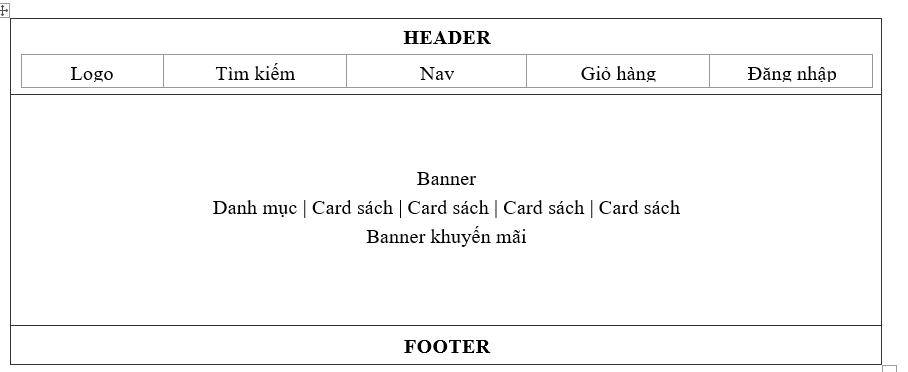 HEADER
Logo Tìm kiếm Nav Giỏ hàng Đăng nhập
Banner
Danh mục | Card sách | Card sách | Card sách | Card sách
Banner khuyến mãi
FOOTER